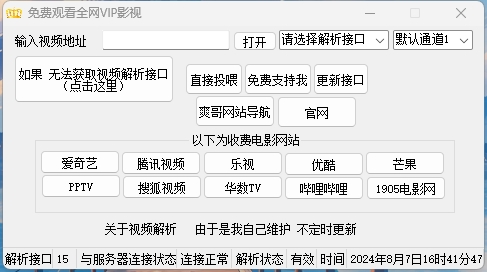 免费观看全网VIP影视
输入视频地址 打开 请选择解析接口 默认通道1
如果 无法获取视频解析接口
（点击这里）
直接投喂 免费支持我 更新接口
爽哥网站导航 官网
以下为收费电影网站
爱奇艺 腾讯视频 乐视 优酷 芒果
PPTV 搜狐视频 华数TV 哔哩哔哩 1905电影网
关于视频解析 由于是我自己维护 不定时更新
解析接口 15 与服务器连接状态 连接正常 解析状态 有效 时间 2024年8月7日16时41分47